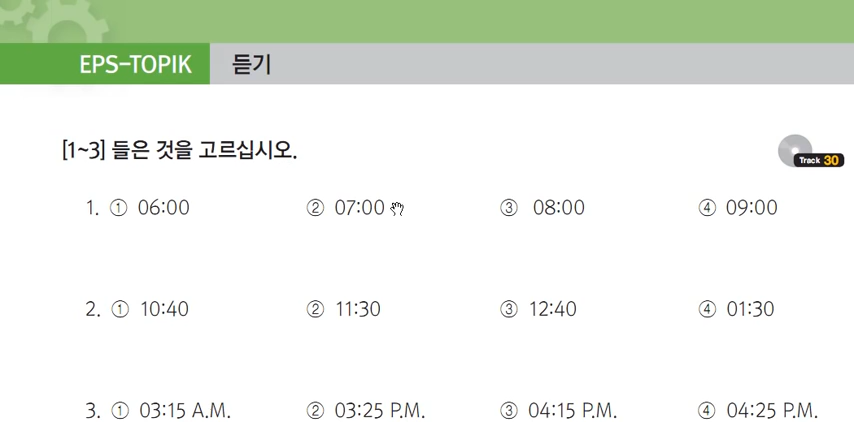 EPS-TOPIK 듣기
[1~3] 들은 것을 고르십시오.
Track 30
1. ① 06:00 ② 07:00 ③ 08:00 ④ 09:00
2. ① 10:40 ② 11:30 ③ 12:40 ④ 01:30
3. ① 03:15 A.M. ② 03:25 P.M. ③ 04:15 P.M. ④ 04:25 P.M.